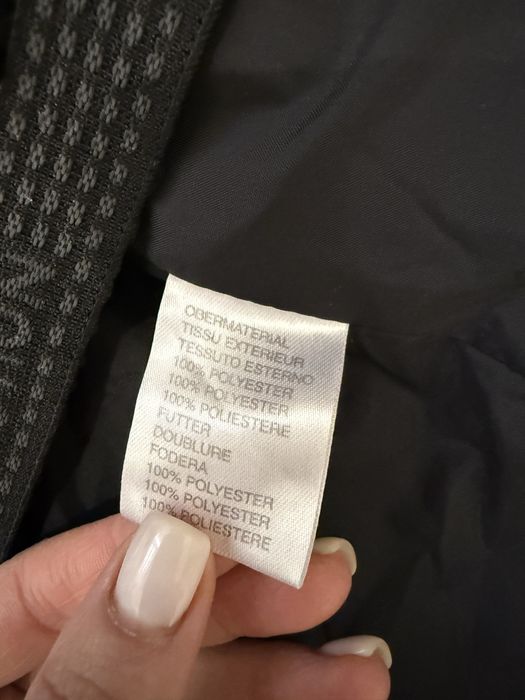 OBERMATERIAL
TISSU EXTERIEUR
TESSUTO ESTERNO
100% POLYESTER
100% POLYESTER
100% POLIESTERE
FUTTER
DOUBLURE
FODERA
100% POLYESTER
100% POLYESTER
100% POLIESTERE